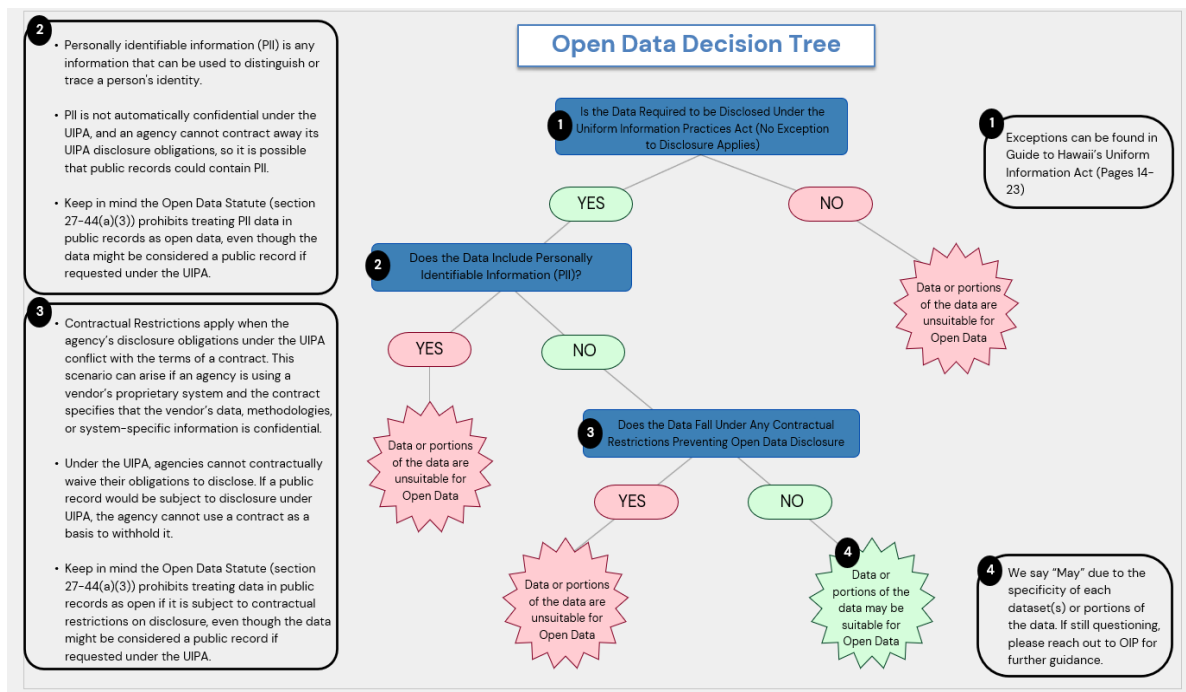 Open Data Decision Tree
2
• Personally identifiable information (PII) is any
information that can be used to distinguish or
trace a person's identity.
• PII is not automatically confidential under the
UIPA, and an agency cannot contract away its
UIPA disclosure obligations, so it is possible
that public records could contain PII.
• Keep in mind the Open Data Statute (section
27-44(a)(3)) prohibits treating PII data in
public records as open data, even though the
data might be considered a public record if
requested under the UIPA.
3
• Contractual Restrictions apply when the
agency's disclosure obligations under the UIPA
conflict with the terms of a contract. This
scenario can arise if an agency is using a
vendor's proprietary system and the contract
specifies that the vendor's data, methodologies,
or system-specific information is confidential.
• Under the UIPA, agencies cannot contractually
waive their obligations to disclose. If a public
record would be subject to disclosure under
UIPA, the agency cannot use a contract as a
basis to withhold it.
• Keep in mind the Open Data Statute (section
27-44(a)(3)) prohibits treating data in public
records as open if it is subject to contractual
restrictions on disclosure, even though the data
might be considered a public record if
requested under the UIPA.
1
Is the Data Required to be Disclosed Under the
Uniform Information Practices Act (No Exception
to Disclosure Applies)
YES
NO
2
Does the Data Include Personally
Identifiable Information (PII)?
Data or portions
of the data are
unsuitable for
Open Data
YES
NO
Data or portions
of the data are
unsuitable for
Open Data
3
Does the Data Fall Under Any Contractual
Restrictions Preventing Open Data Disclosure
YES
NO
Data or portions
of the data are
unsuitable for
Open Data
4
Data or
portions of the
data may be
suitable for
Open Data
1
Exceptions can be found in
Guide to Hawaii's Uniform
Information Act (Pages 14-
23)
4
We say “May” due to the
specificity of each
dataset(s) or portions of
the data. If still questioning,
please reach out to OIP for
further guidance.